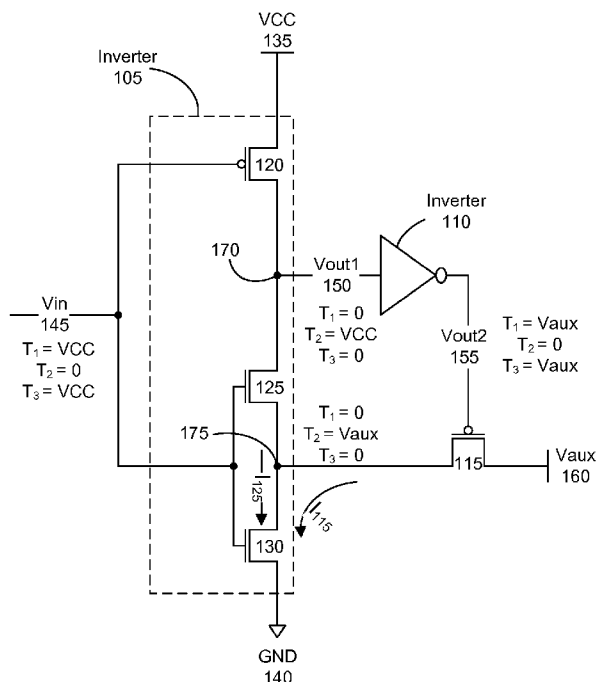 VCC
135
Inverter
105
120
Inverter
110
170
Vout1
150
T₁ = 0
T₂ = VCC
T₃ = 0
Vin
145
T₁ = VCC
T₂ = 0
T₃ = VCC
Vout2
155
T₁ = Vaux
T₂ = 0
T₃ = Vaux
125
T₁ = 0
T₂ = Vaux
T₃ = 0
175
115
Vaux
160
I₁₂₅
I₁₁₅
130
GND
140